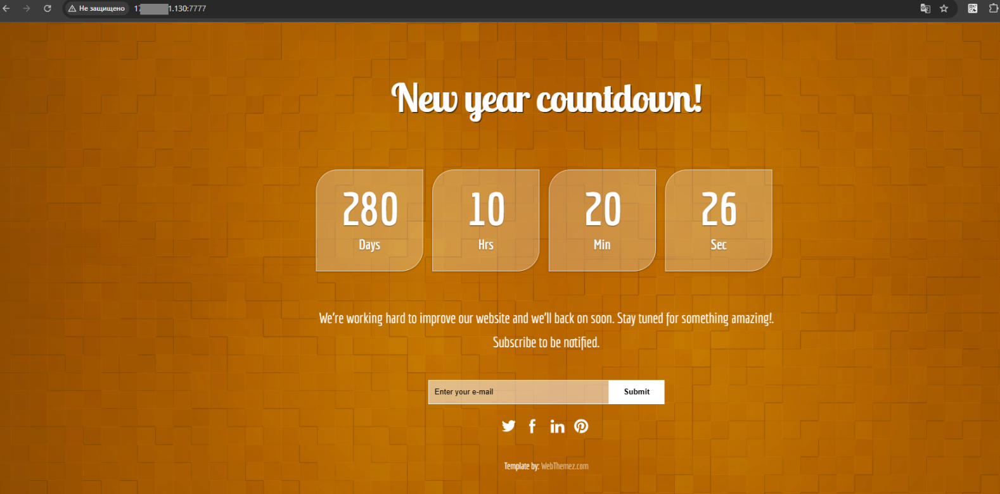 Не защищено 17 1.130:7777
New year countdown!
280 10 20 26
Days Hrs Min Sec
We're working hard to improve our website and we'll back on soon. Stay tuned for something amazing!.
Subscribe to be notified.
Enter your e-mail Submit
Template by: WebThemez.com